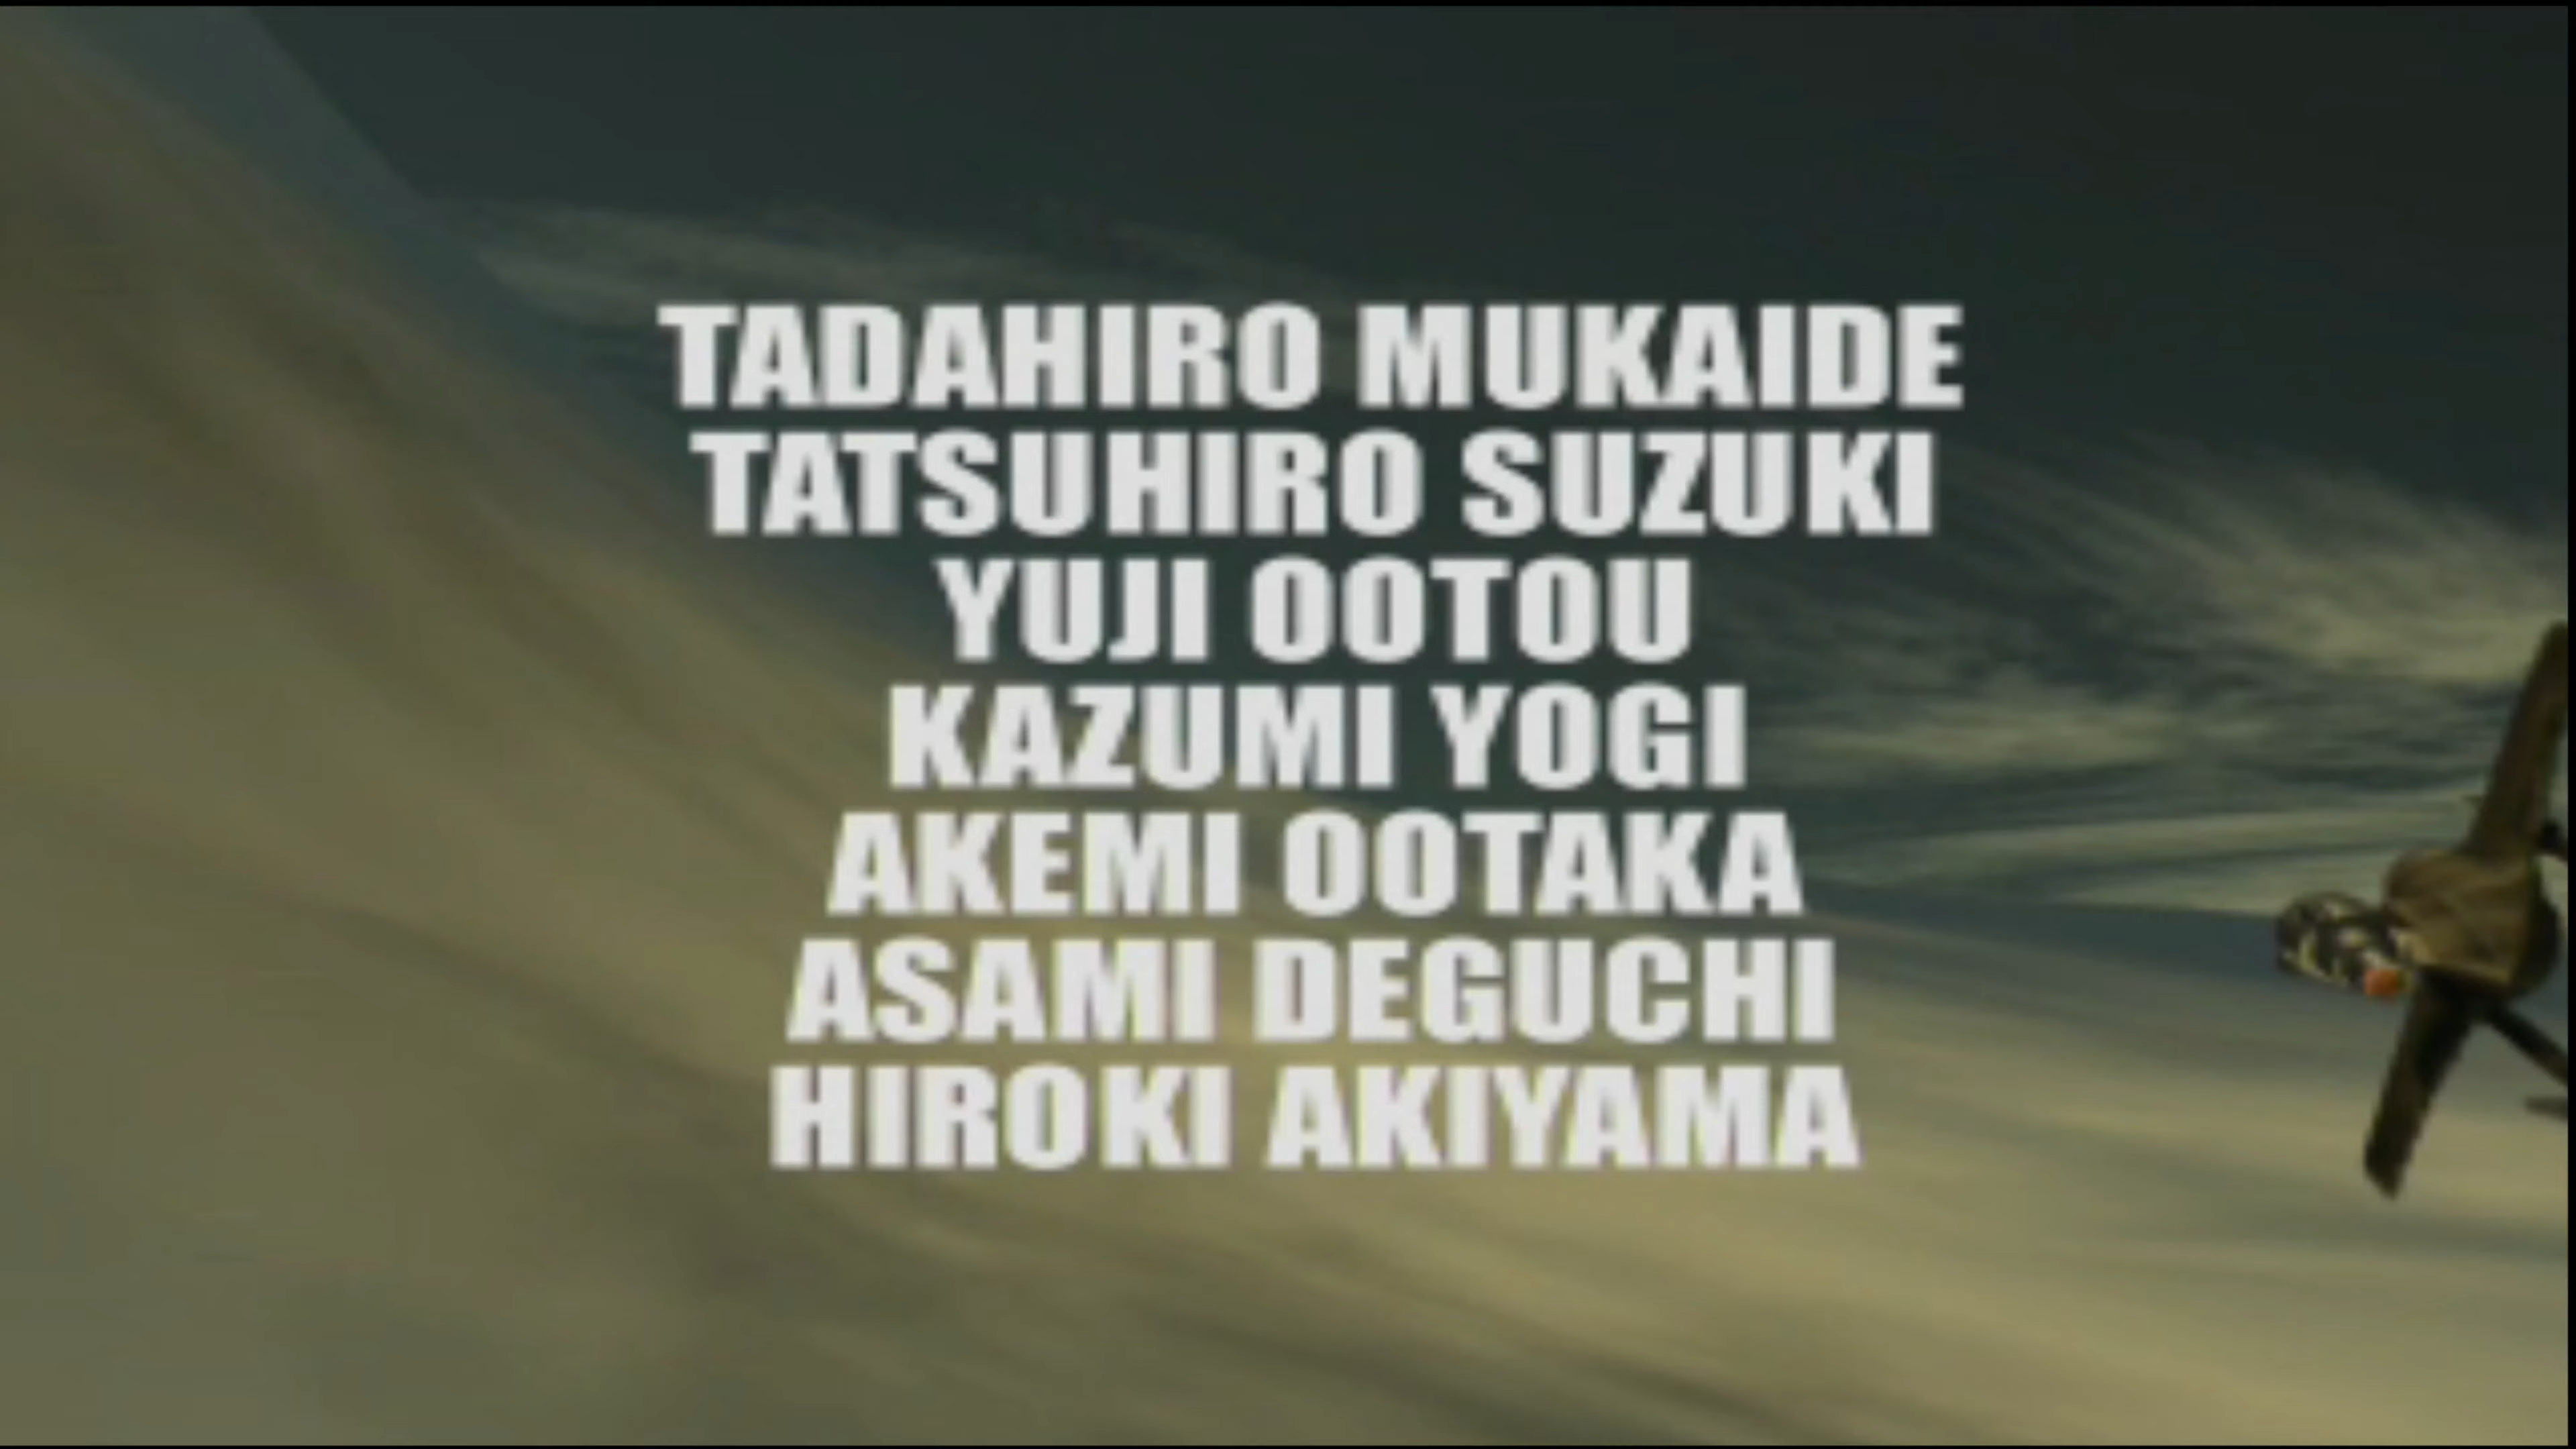 TADAHIRO MUKAIDE
TATSUHIRO SUZUKI
YUJI OOTOU
KAZUMI YOGI
AKEMI OOTAKA
ASAMI DEGUCHI
HIROKI AKIYAMA